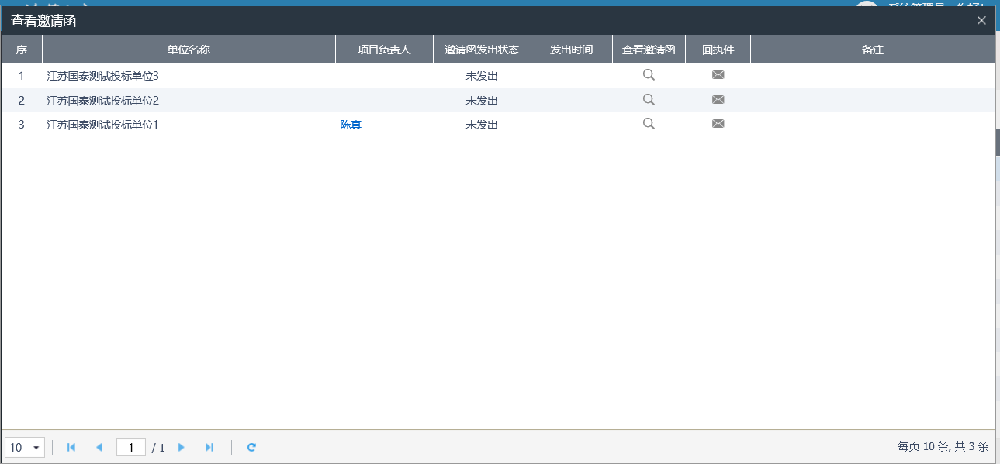 查看邀请函
序 单位名称 项目负责人 邀请函发出状态 发出时间 查看邀请函 回执件 备注
1 江苏国泰测试投标单位3 未发出
2 江苏国泰测试投标单位2 未发出
3 江苏国泰测试投标单位1 陈真 未发出
10 1 / 1 每页 10 条, 共 3 条